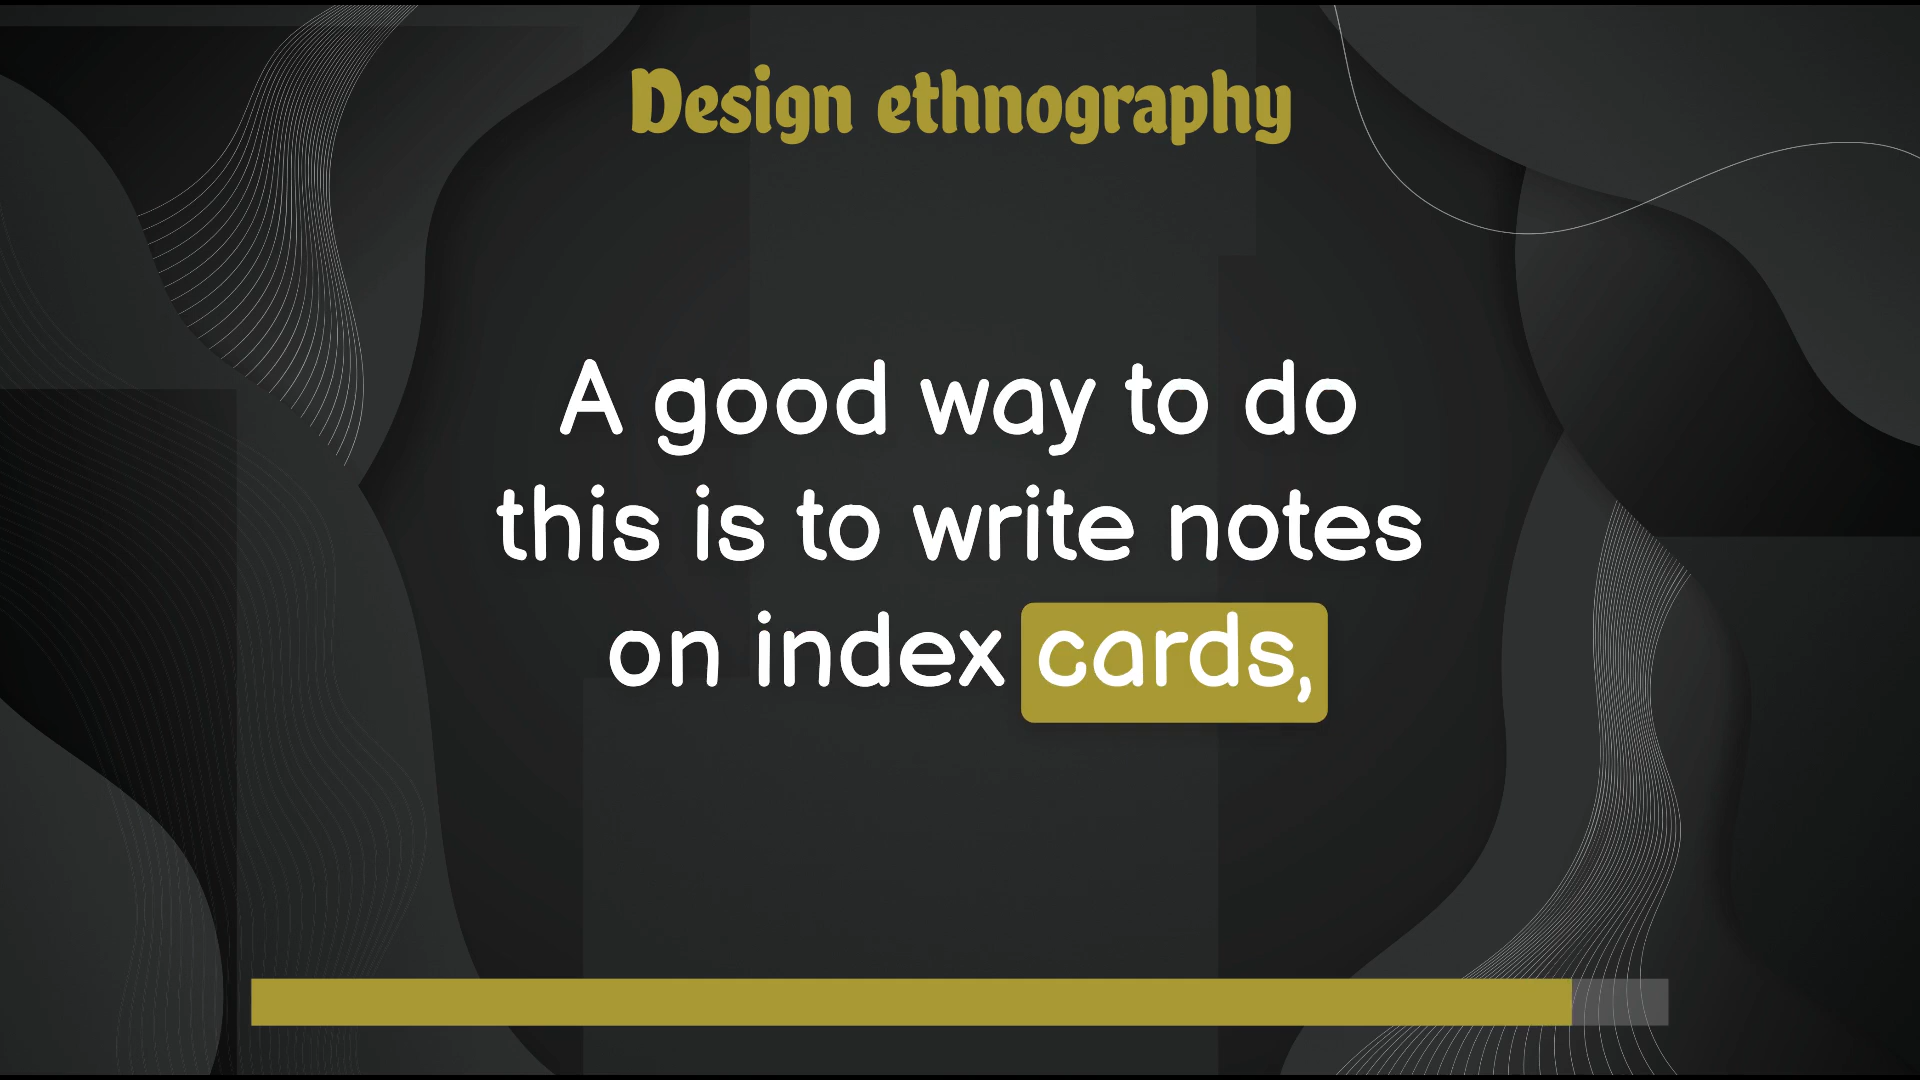 Design ethnography
A good way to do
this is to write notes
on index cards,